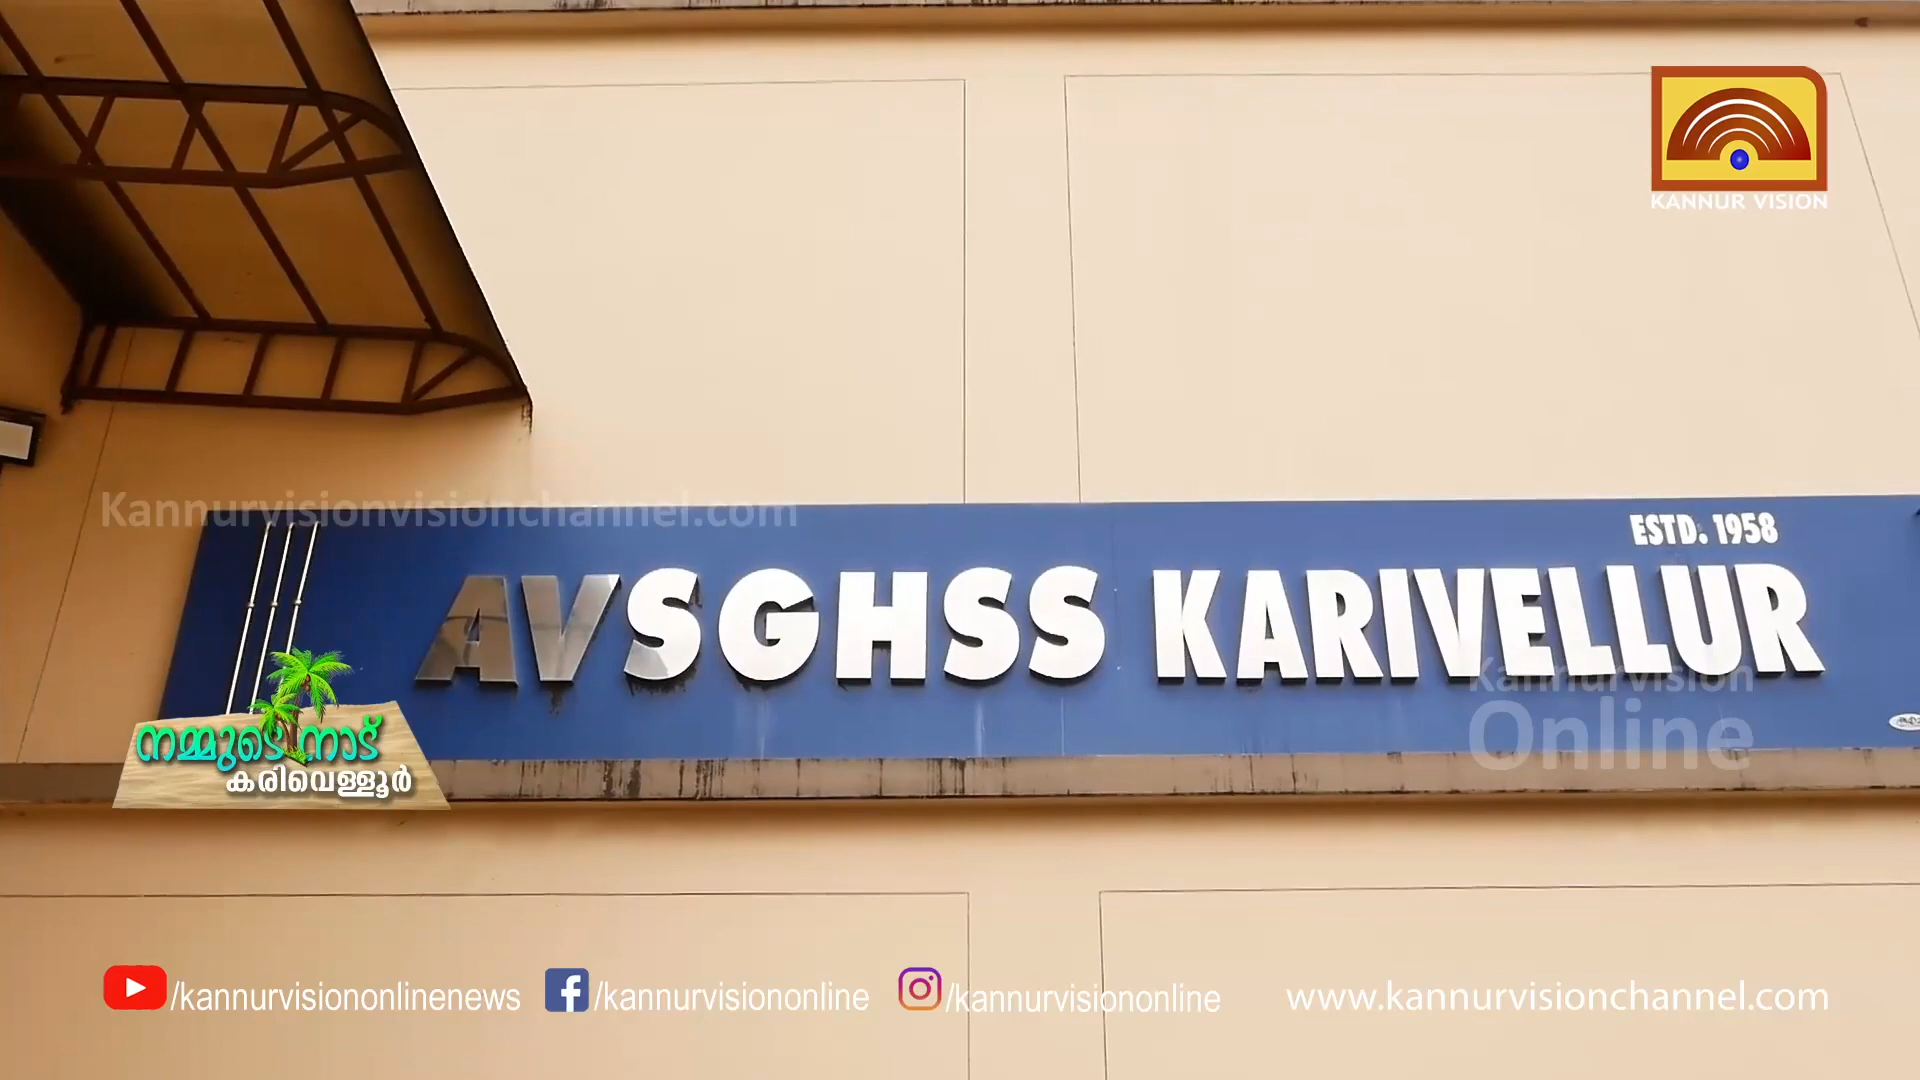 KANNUR VISION
Kannurvisionvisionchannel.com
ESTD. 1958
AVSGHSS KARIVELLUR
Kannurvision
Online
നമ്മുടെ നാട്
കരിവെള്ളൂർ
/kannurvisiononlinenews /kannurvisiononline /kannurvisiononline www.kannurvisionchannel.com